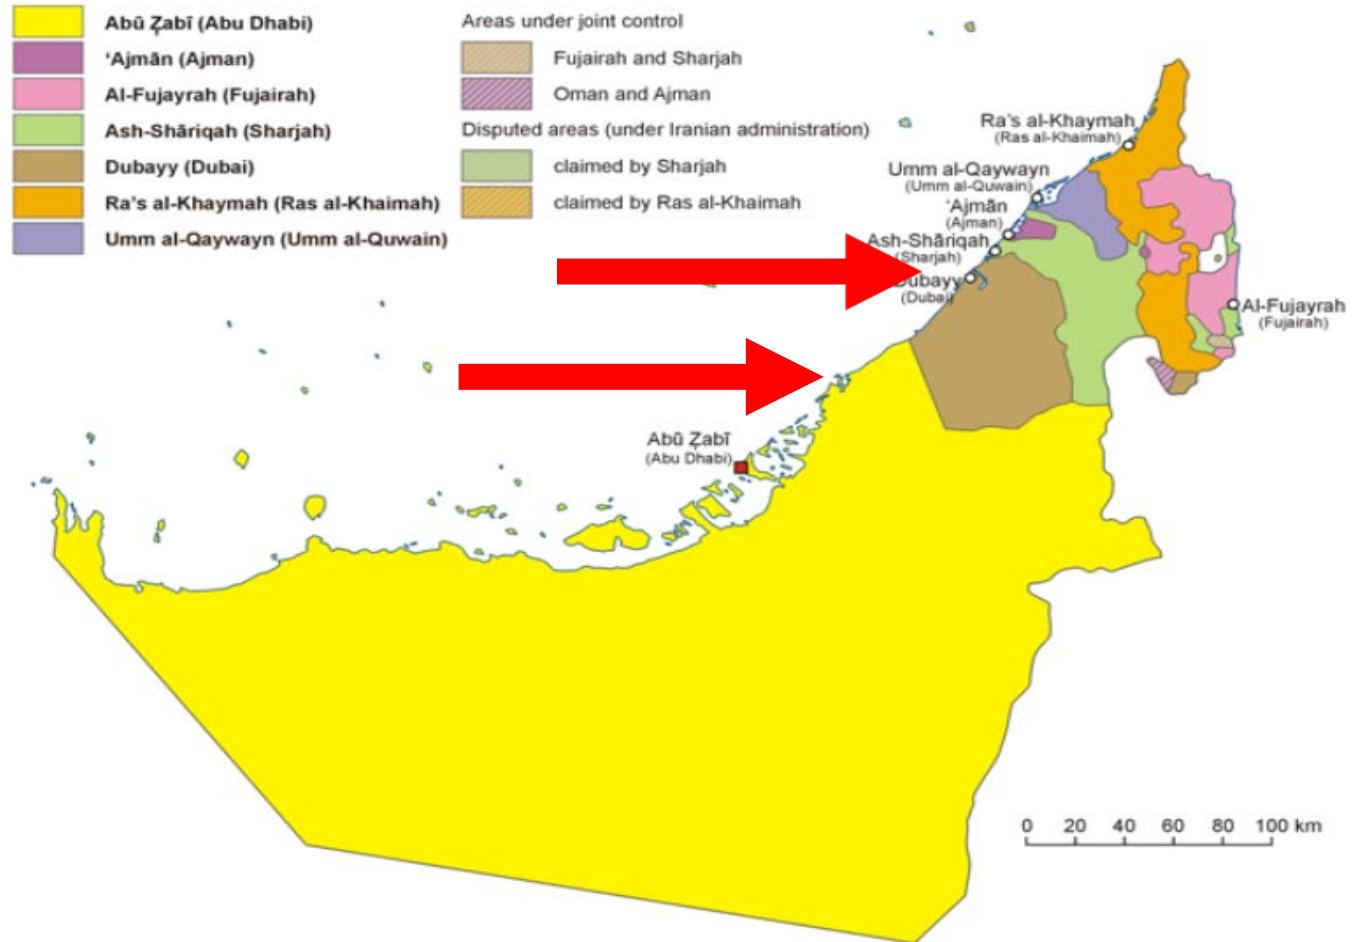 Abū Ẓabī (Abu Dhabi)
‘Ajmān (Ajman)
Al-Fujayrah (Fujairah)
Ash-Shāriqah (Sharjah)
Dubayy (Dubai)
Ra's al-Khaymah (Ras al-Khaimah)
Umm al-Qaywayn (Umm al-Quwain)
Areas under joint control
Fujairah and Sharjah
Oman and Ajman
Disputed areas (under Iranian administration)
claimed by Sharjah
claimed by Ras al-Khaimah
Ra's al-Khaymah
(Ras al-Khaimah)
Umm al-Qaywayn
(Umm al-Quwain)
‘Ajmān
(Ajman)
Ash-Shāriqah
(Sharjah)
Dubayy
(Dubai)
Al-Fujayrah
(Fujairah)
Abū Ẓabī
(Abu Dhabi)
0 20 40 60 80 100 km